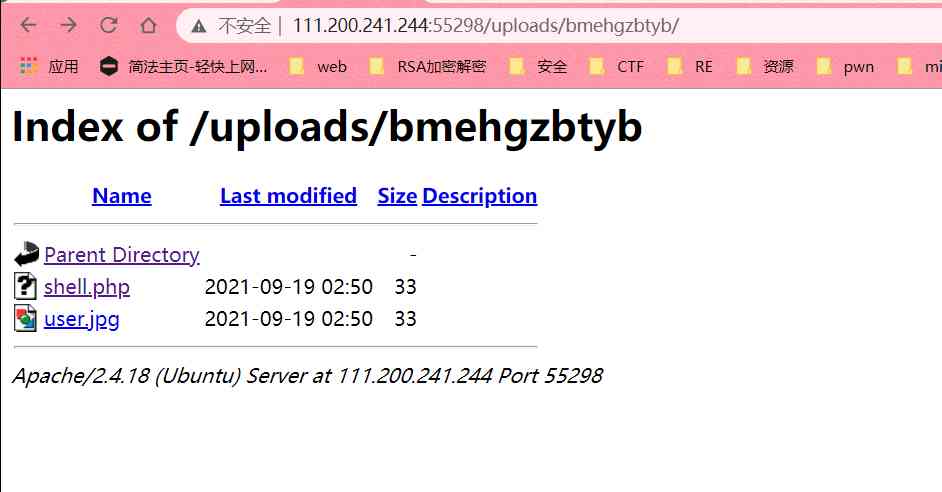 不安全 | 111.200.241.244:55298/uploads/bmehgzbtyb/
应用 简法主页-轻快上网... web RSA加密解密 安全 CTF RE 资源 pwn mi
Index of /uploads/bmehgzbtyb
Name Last modified Size Description
Parent Directory -
shell.php 2021-09-19 02:50 33
user.jpg 2021-09-19 02:50 33
Apache/2.4.18 (Ubuntu) Server at 111.200.241.244 Port 55298